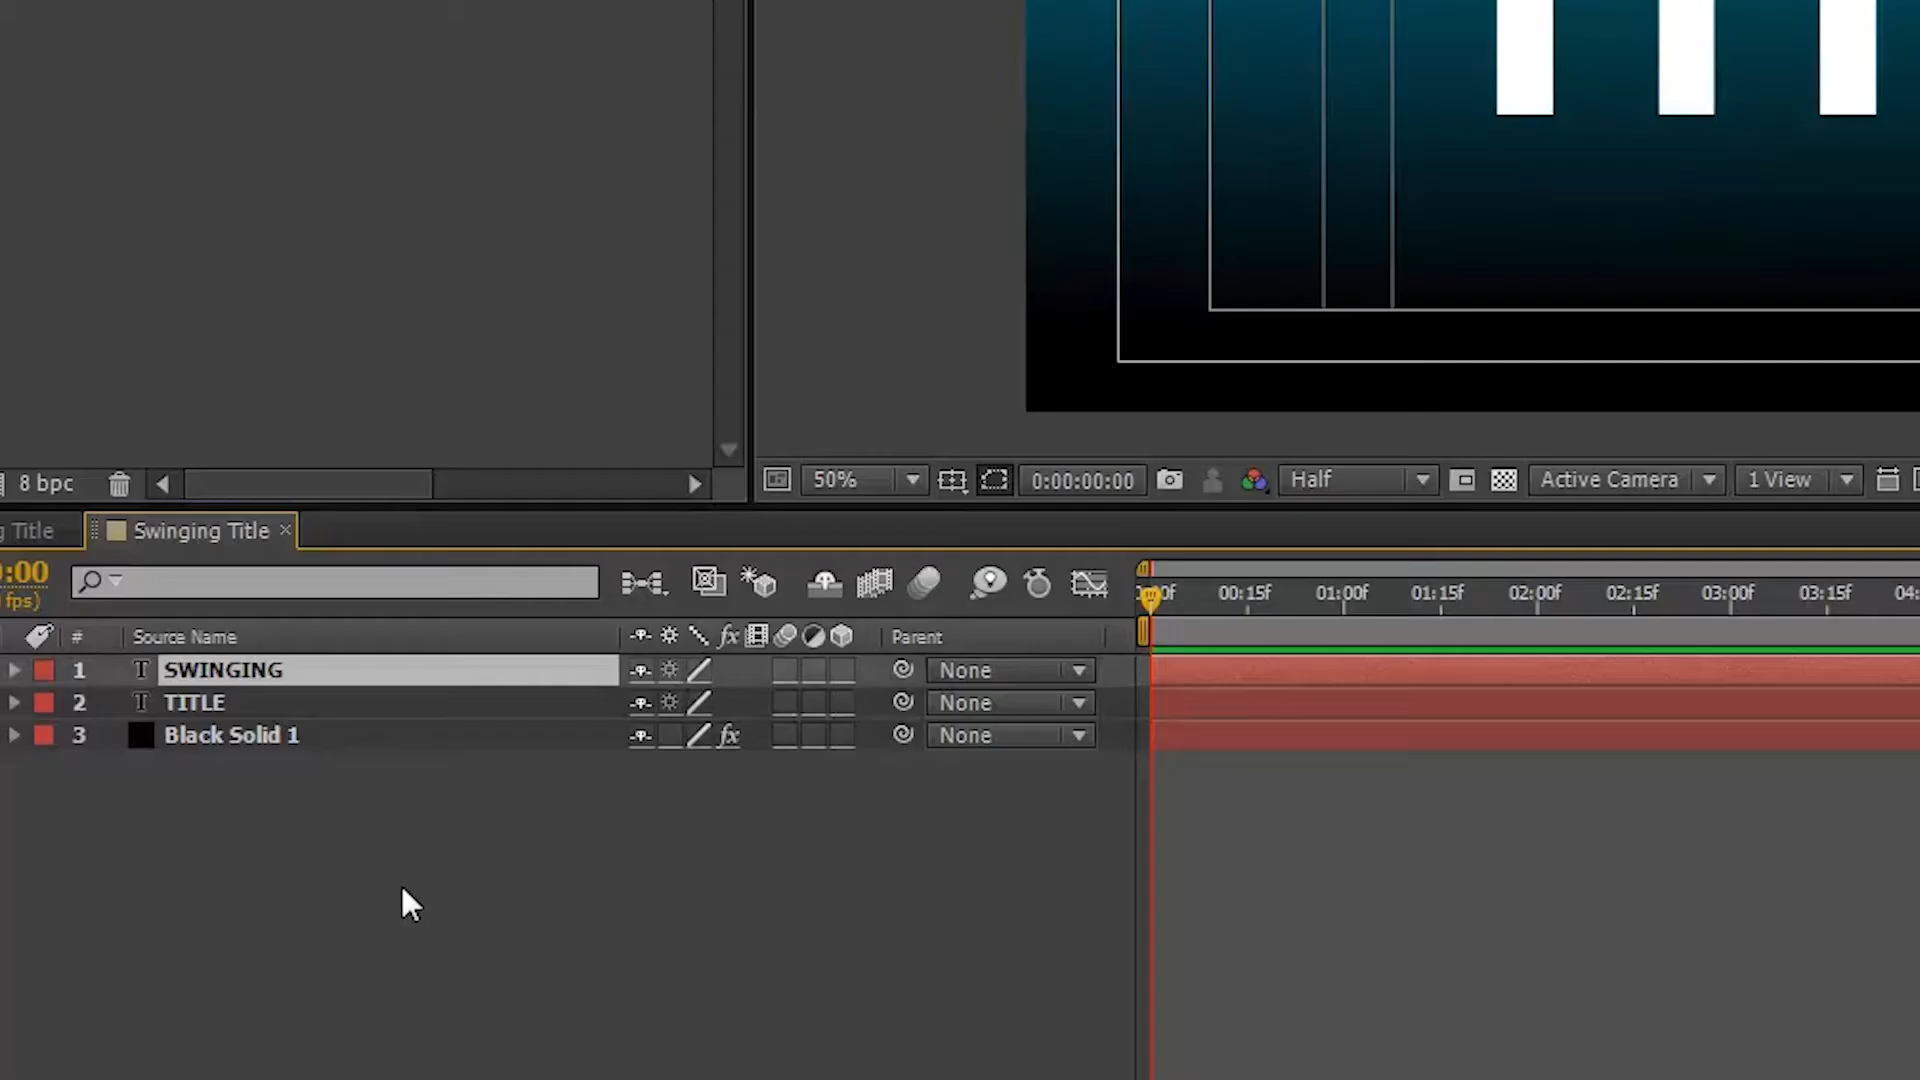 8 bpc
50%
0:00:00:00
Half
Active Camera
1 View
g Title
Swinging Title
0:00
fps)
00:15f
01:00f
01:15f
02:00f
02:15f
03:00f
03:15f
04:
#
Source Name
fx
Parent
1
T
SWINGING
None
2
T
TITLE
None
3
Black Solid 1
fx
None